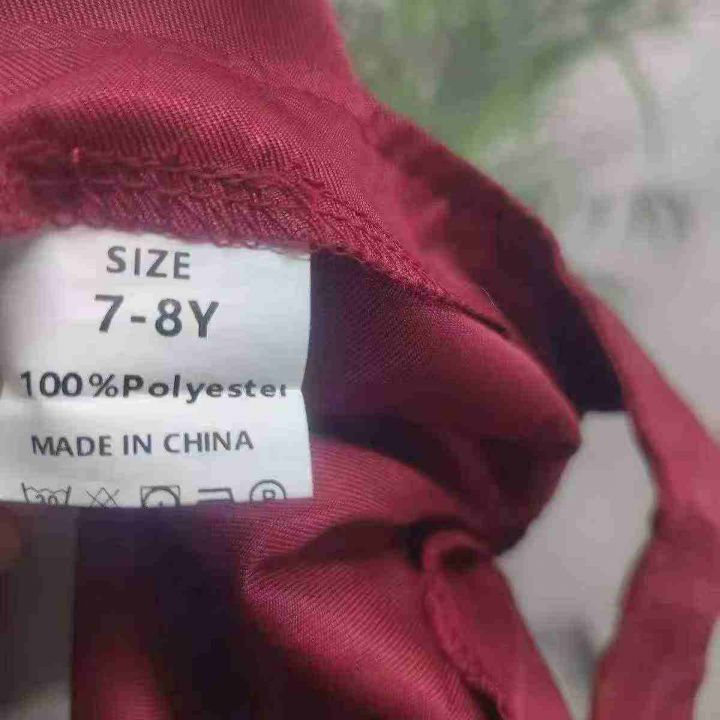 SIZE
7-8Y
100%Polyester
MADE IN CHINA